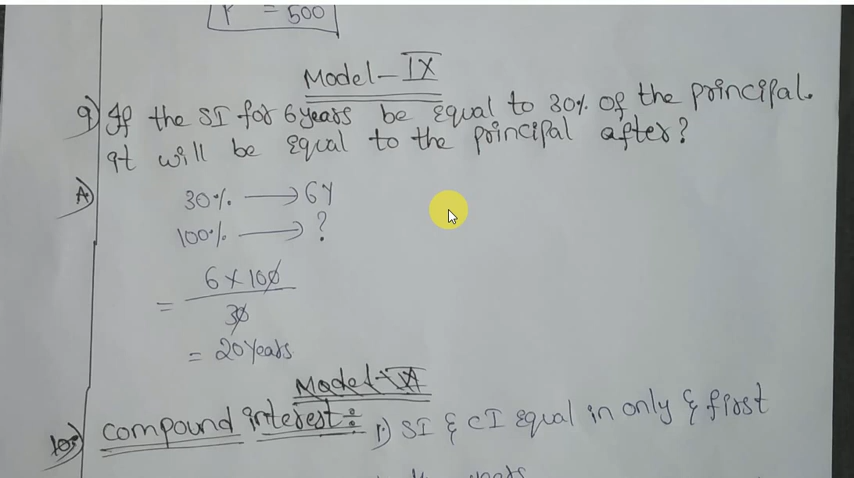 P = 500
Model-IX
9) If the SI for 6years be Equal to 30% of the principal.
It will be Equal to the principal after?
A) 30% → 6Y
100% → ?
= 6 × 100 / 30
= 20 Years
Model-X
10) Compound interest:- 1) SI & CI Equal in only & first
years